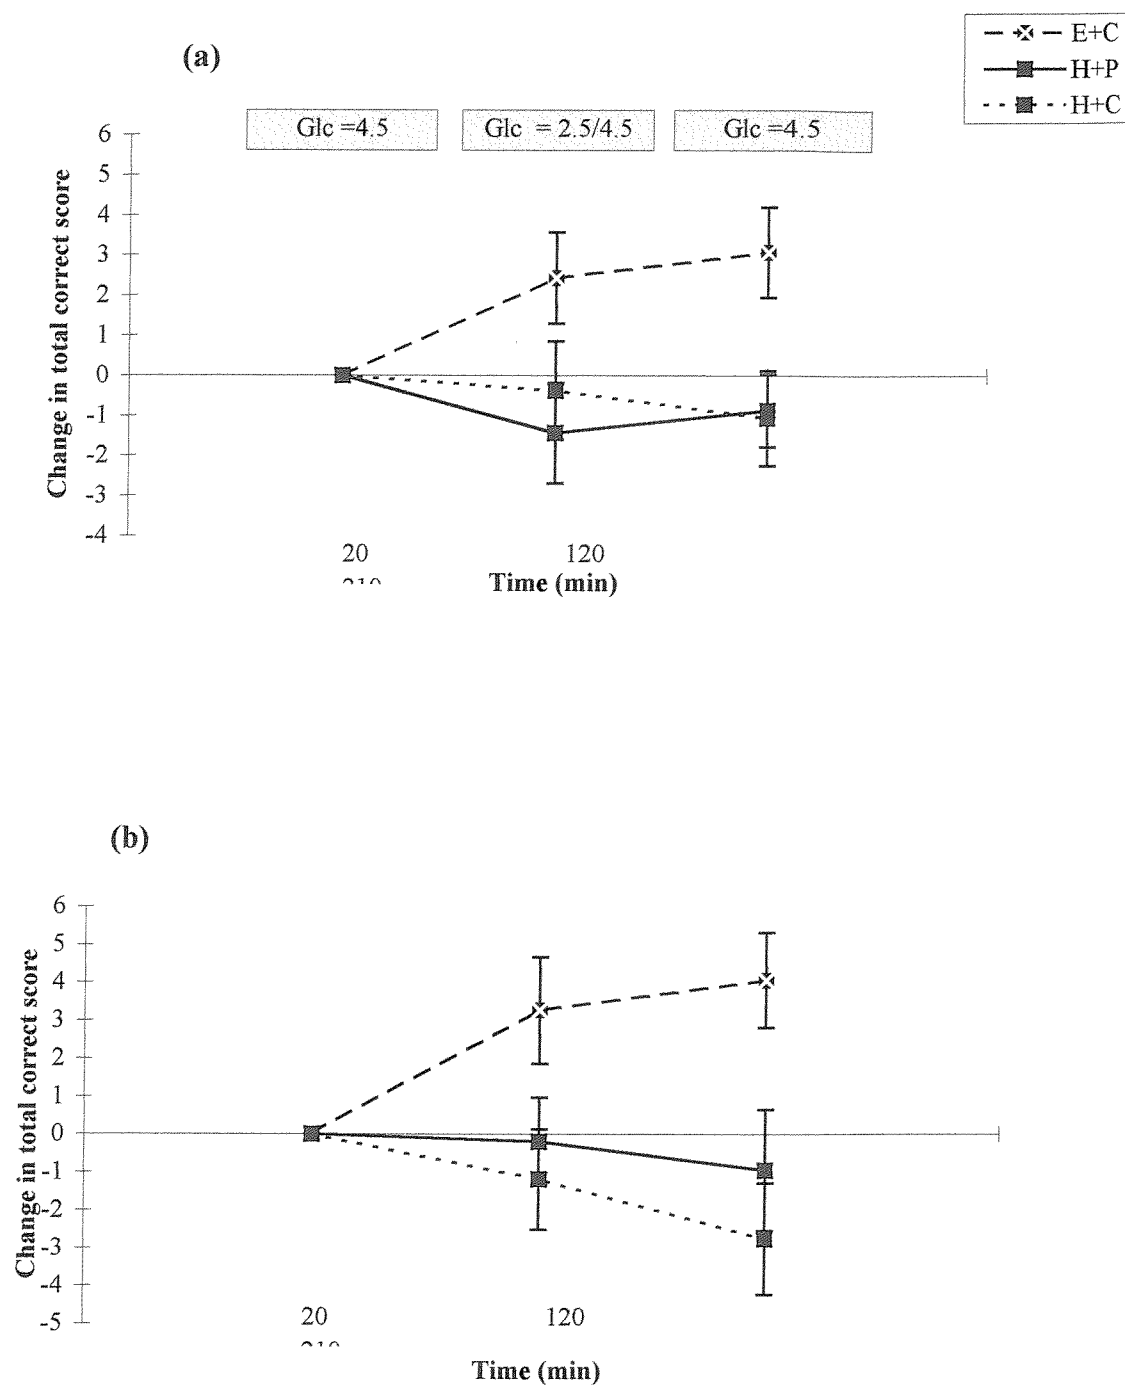 E+C
H+P
H+C
(a)
Glc =4.5
Glc = 2.5/4.5
Glc =4.5
6
5
4
3
2
1
0
-1
-2
-3
-4
Change in total correct score
20
120
Time (min)
(b)
6
5
4
3
2
1
0
-1
-2
-3
-4
-5
Change in total correct score
20
120
Time (min)